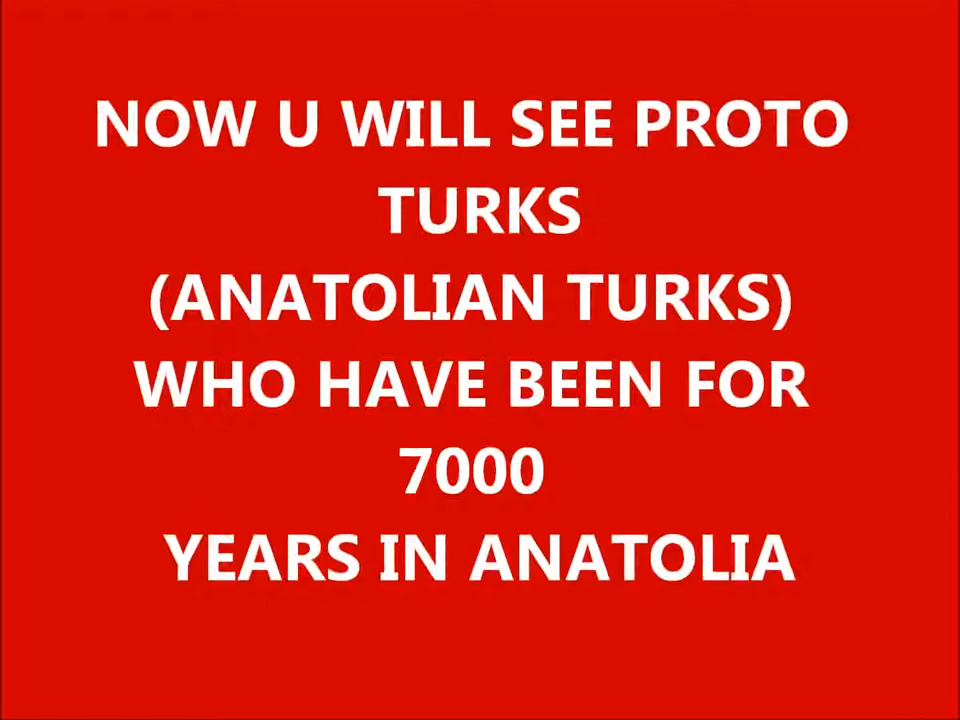 NOW U WILL SEE PROTO
TURKS
(ANATOLIAN TURKS)
WHO HAVE BEEN FOR
7000
YEARS IN ANATOLIA